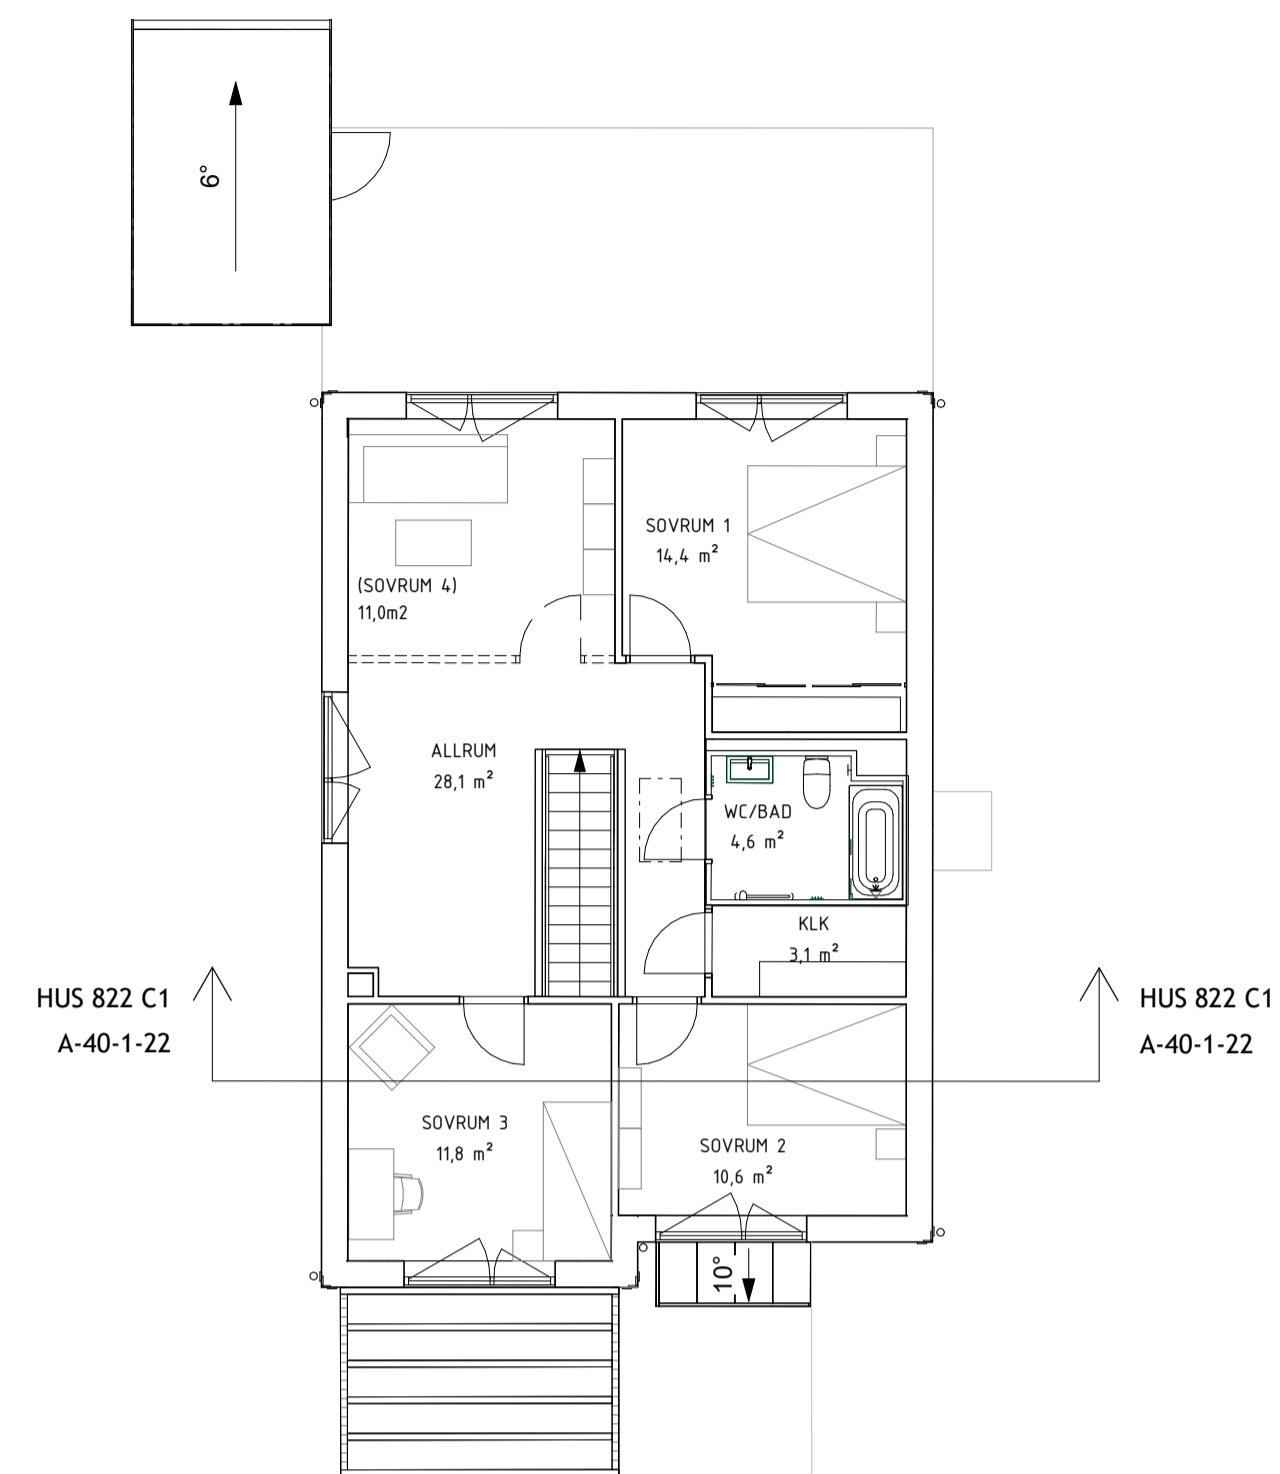 6°
SOVRUM 1
14,4 m²
(SOVRUM 4)
11,0m2
ALLRUM
28,1 m²
WC/BAD
4,6 m²
KLK
3,1 m²
HUS 822 C1
A-40-1-22
HUS 822 C1
A-40-1-22
SOVRUM 3
11,8 m²
SOVRUM 2
10,6 m²
10°